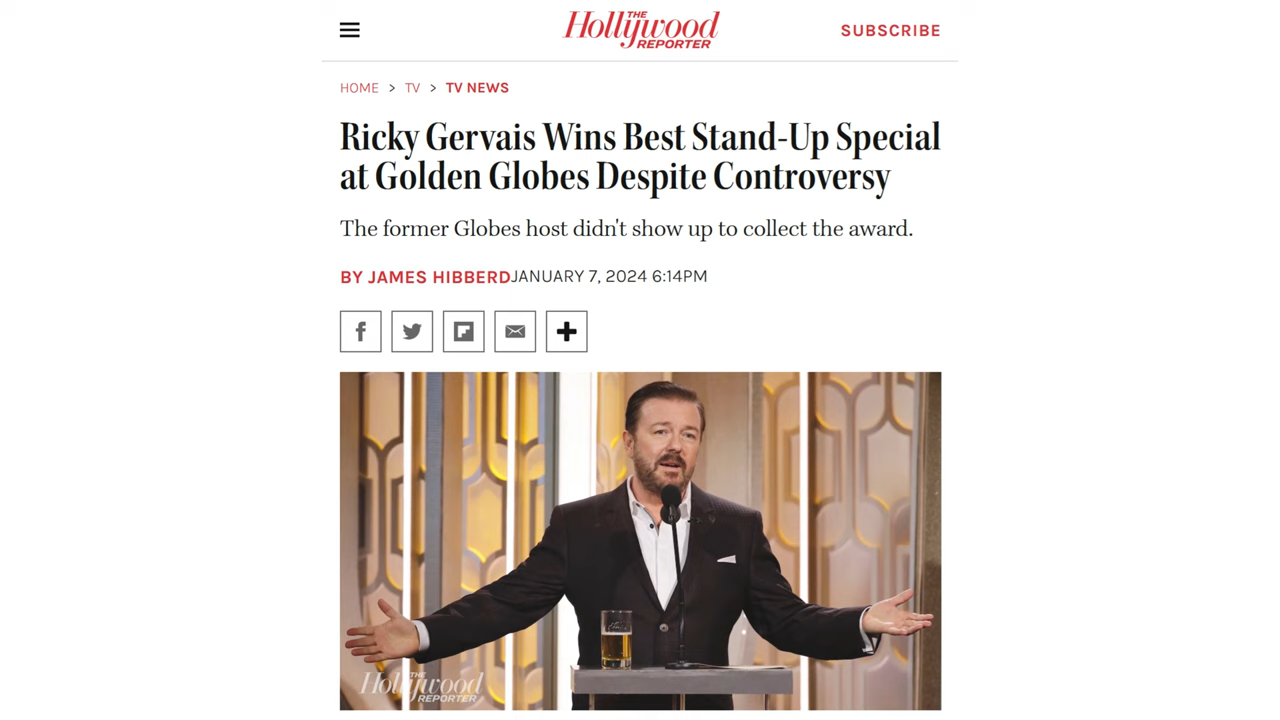 THE
Hollywood
REPORTER
SUBSCRIBE
HOME > TV > TV NEWS
Ricky Gervais Wins Best Stand-Up Special
at Golden Globes Despite Controversy
The former Globes host didn't show up to collect the award.
BY JAMES HIBBERDJANUARY 7, 2024 6:14PM
THE
Hollywood
REPORTER